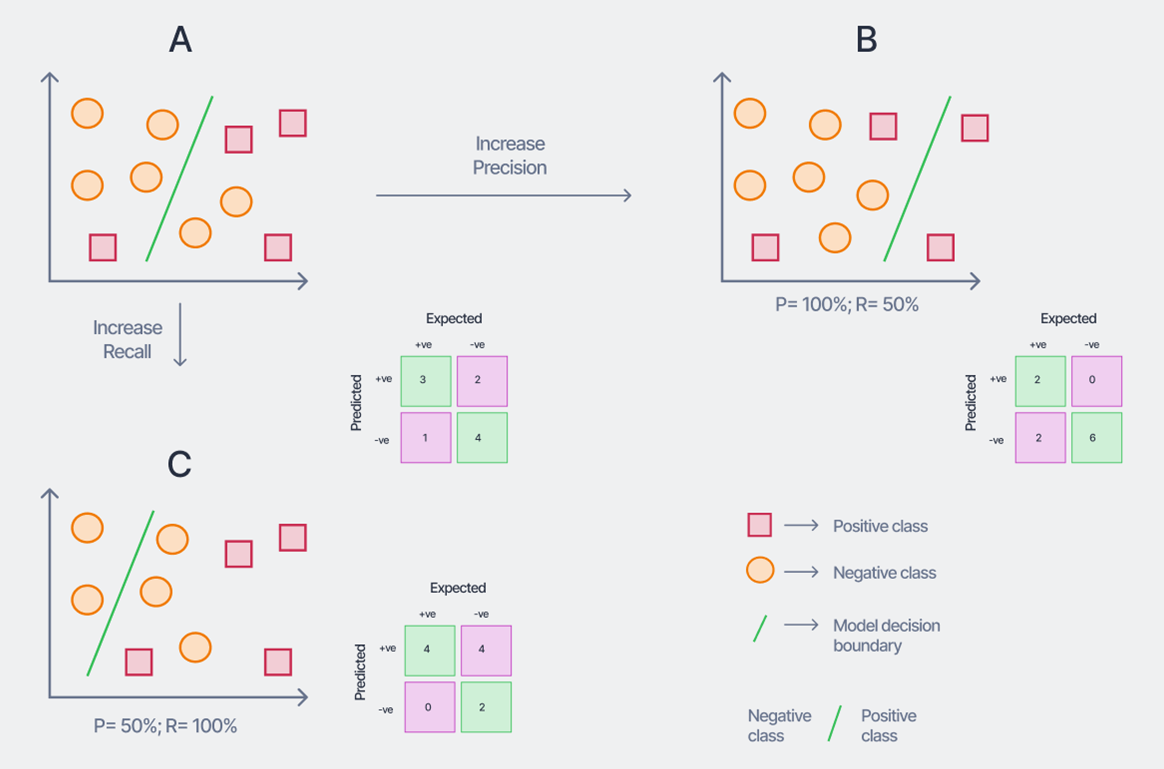 A
B
Increase
Precision
P= 100%; R= 50%
Increase
Recall
Expected
+ve -ve
Predicted
+ve 3 2
-ve 1 4
Expected
+ve -ve
Predicted
+ve 2 0
-ve 2 6
C
P= 50%; R= 100%
Expected
+ve -ve
Predicted
+ve 4 4
-ve 0 2
Positive class
Negative class
Model decision
boundary
Negative
class
Positive
class